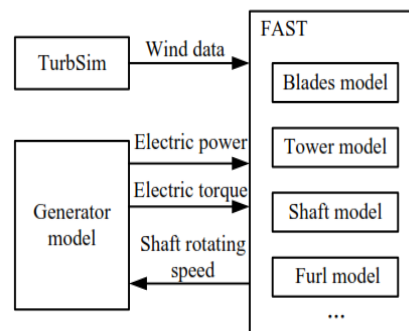 FAST
TurbSim
Wind data
Blades model
Electric power
Tower model
Electric torque
Generator
model
Shaft model
Shaft rotating
speed
Furl model
...